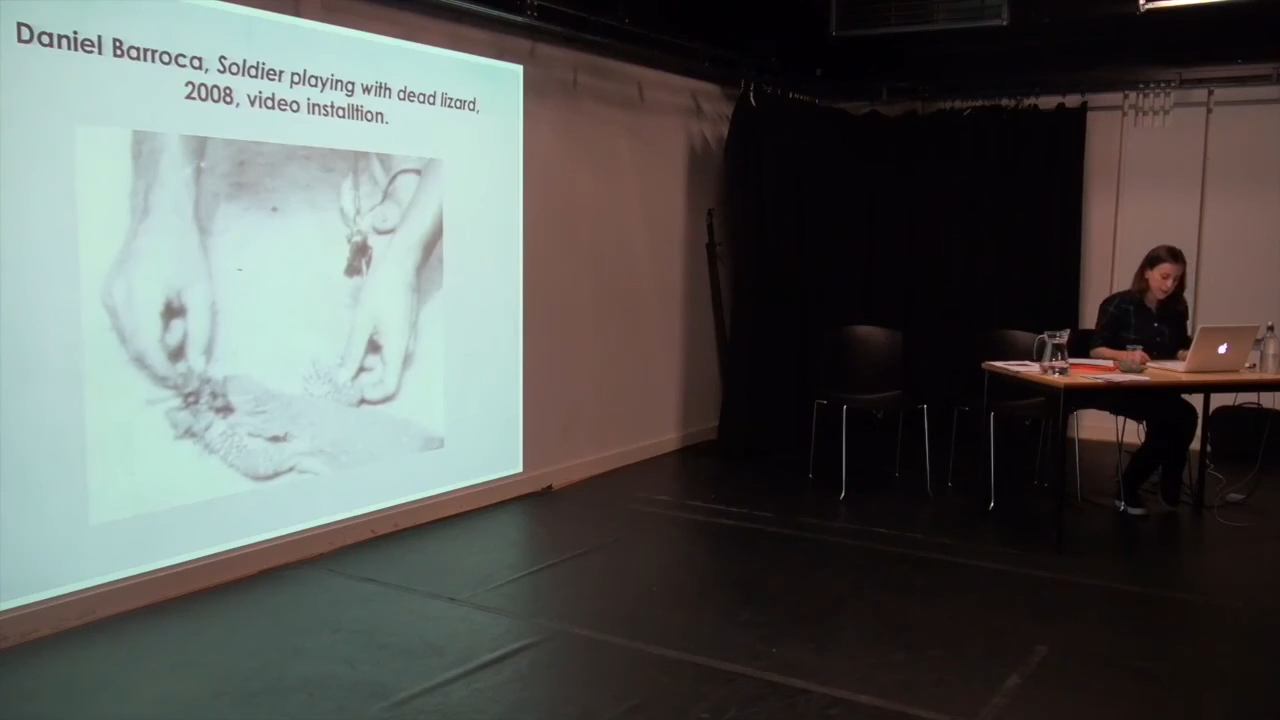 Daniel Barroca, Soldier playing with dead lizard,
2008, video installtion.